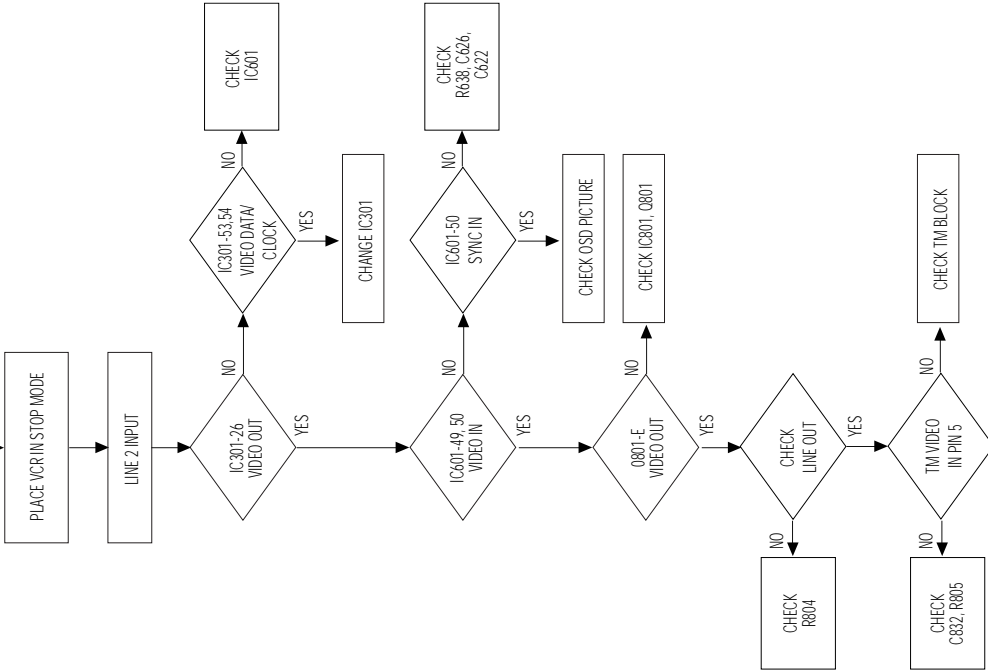 PLACE VCR IN STOP MODE
LINE 2 INPUT
IC301-26
VIDEO OUT
NO
YES
IC301-53,54
VIDEO DATA/
CLOCK
NO
YES
CHECK
IC601
CHANGE IC301
IC601-49, 50
VIDEO IN
NO
YES
IC601-50
SYNC IN
NO
YES
CHECK
R638, C626,
C622
CHECK OSD PICTURE
0801-E
VIDEO OUT
NO
YES
CHECK IC801, Q801
CHECK
LINE OUT
NO
YES
CHECK
R804
TM VIDEO
IN PIN 5
NO
NO
CHECK
C832, R805
CHECK TM BLOCK